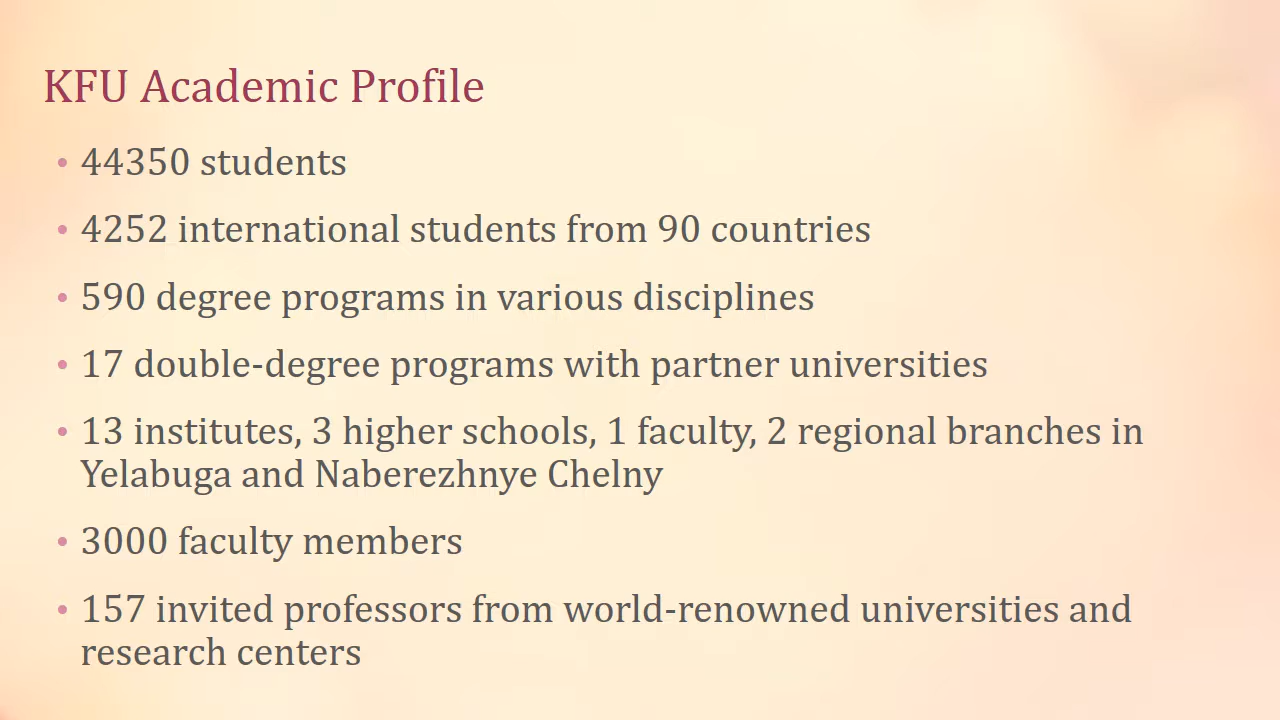 KFU Academic Profile
• 44350 students
• 4252 international students from 90 countries
• 590 degree programs in various disciplines
• 17 double-degree programs with partner universities
• 13 institutes, 3 higher schools, 1 faculty, 2 regional branches in
Yelabuga and Naberezhnye Chelny
• 3000 faculty members
• 157 invited professors from world-renowned universities and
research centers